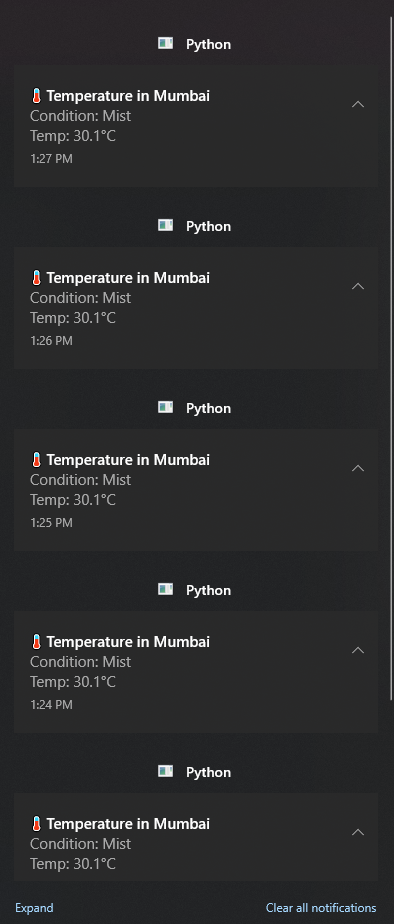 Python
🌡Temperature in Mumbai
Condition: Mist
Temp: 30.1°C
1:27 PM
Python
🌡Temperature in Mumbai
Condition: Mist
Temp: 30.1°C
1:26 PM
Python
🌡Temperature in Mumbai
Condition: Mist
Temp: 30.1°C
1:25 PM
Python
🌡Temperature in Mumbai
Condition: Mist
Temp: 30.1°C
1:24 PM
Python
🌡Temperature in Mumbai
Condition: Mist
Temp: 30.1°C
Expand
Clear all notifications